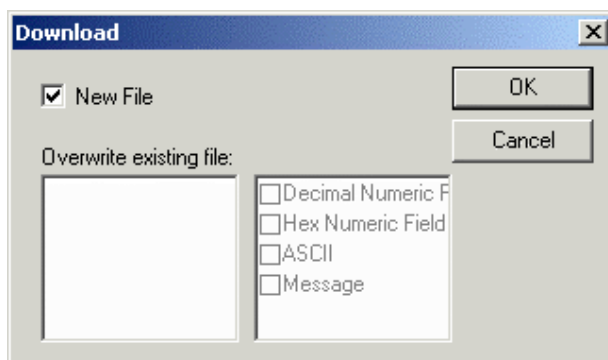 Download
New File
OK
Cancel
Overwrite existing file:
Decimal Numeric F
Hex Numeric Field
ASCII
Message